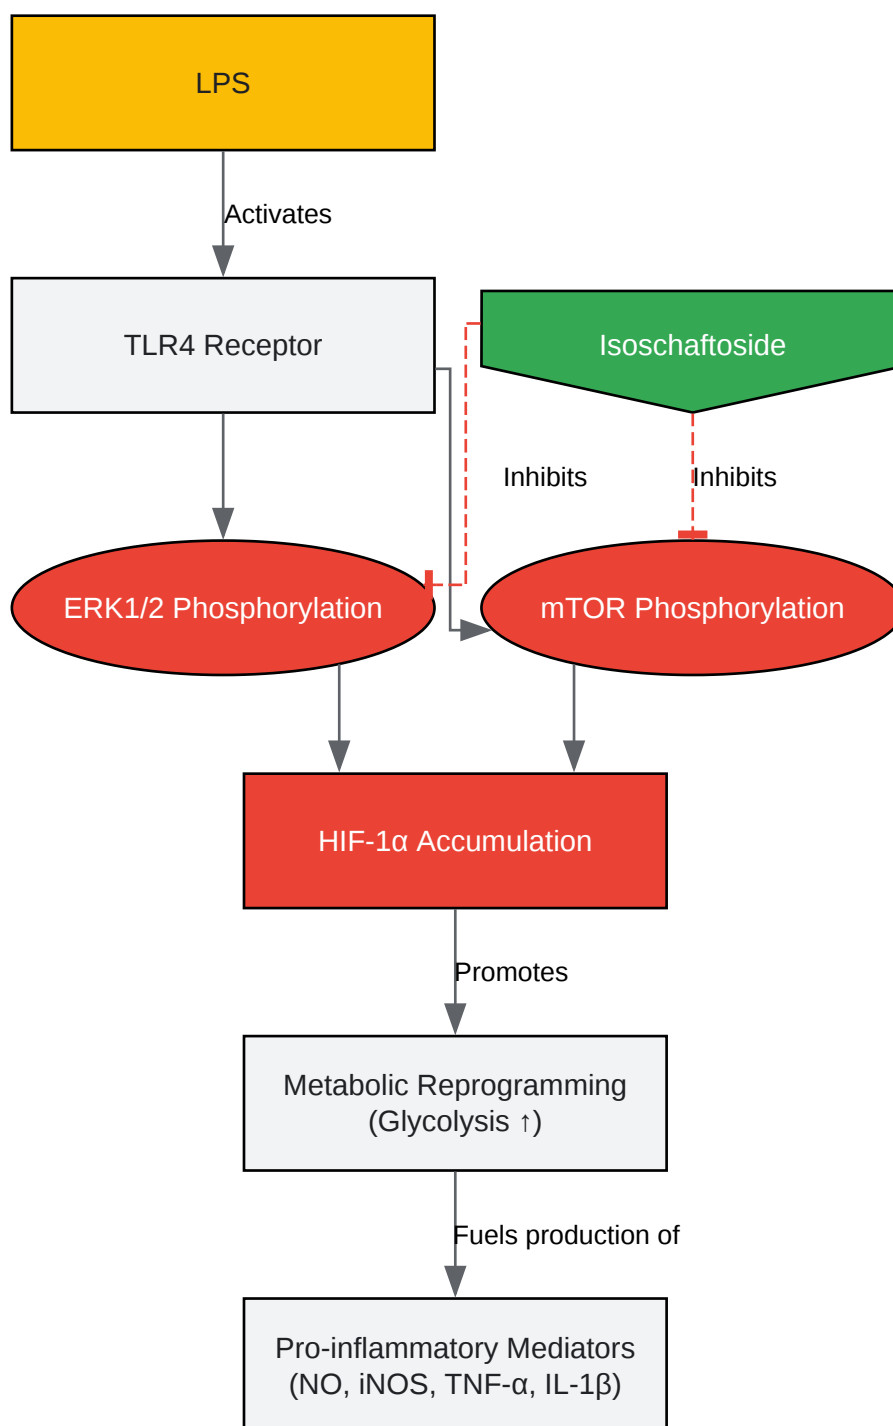 LPS
Activates
TLR4 Receptor
Isoschaftoside
Inhibits
Inhibits
ERK1/2 Phosphorylation
mTOR Phosphorylation
HIF-1α Accumulation
Promotes
Metabolic Reprogramming
(Glycolysis ↑)
Fuels production of
Pro-inflammatory Mediators
(NO, iNOS, TNF-α, IL-1β)